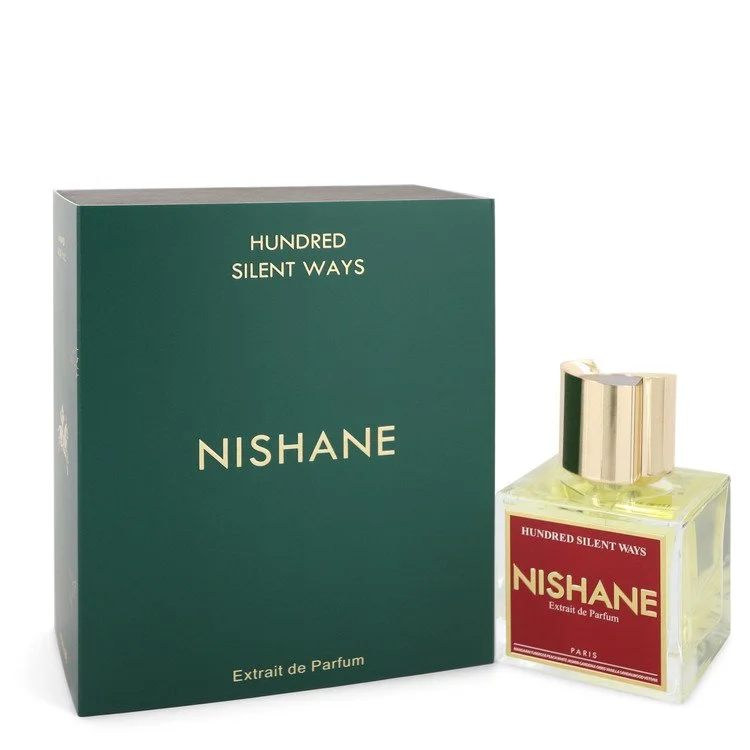 HUNDRED
SILENT WAYS
NISHANE
Extrait de Parfum
HUNDRED SILENT WAYS
NISHANE
Extrait de Parfum
PARIS